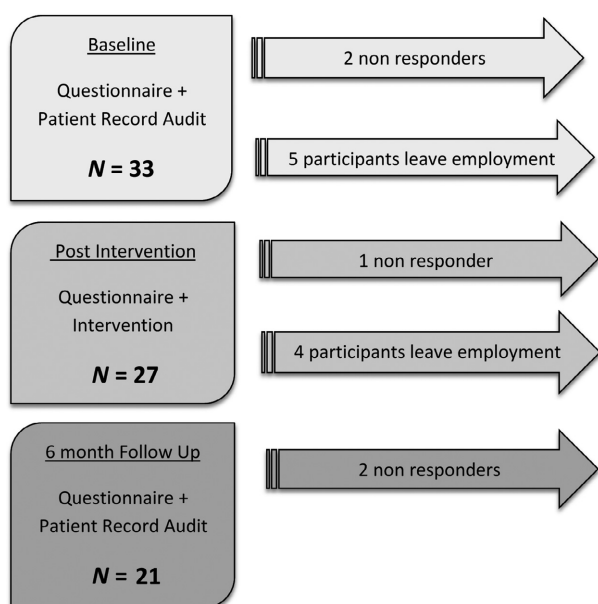 Baseline
Questionnaire +
Patient Record Audit
N = 33
2 non responders
5 participants leave employment
Post Intervention
Questionnaire +
Intervention
N = 27
1 non responder
4 participants leave employment
6 month Follow Up
Questionnaire +
Patient Record Audit
N = 21
2 non responders